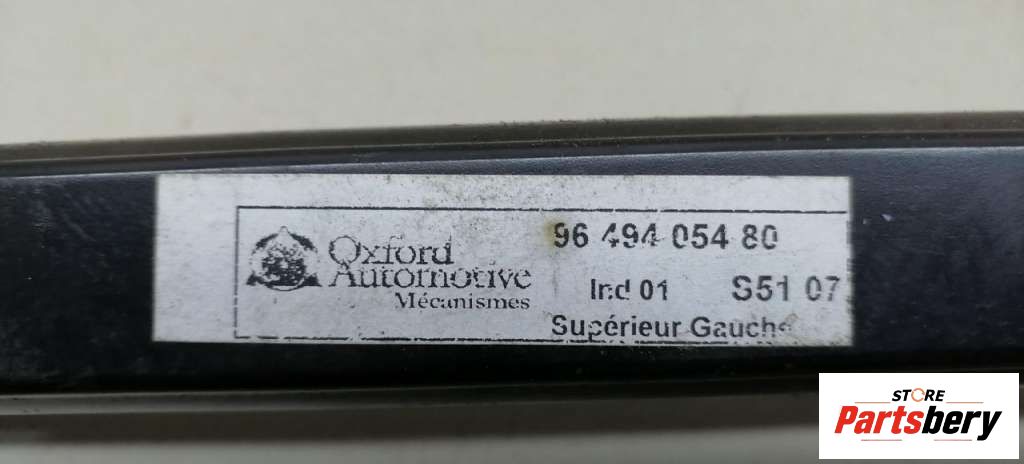 Oxford
Automotive
Mécanismes
96 494 054 80
Ind 01 S51 07
Supérieur Gauche
STORE
Partsbery